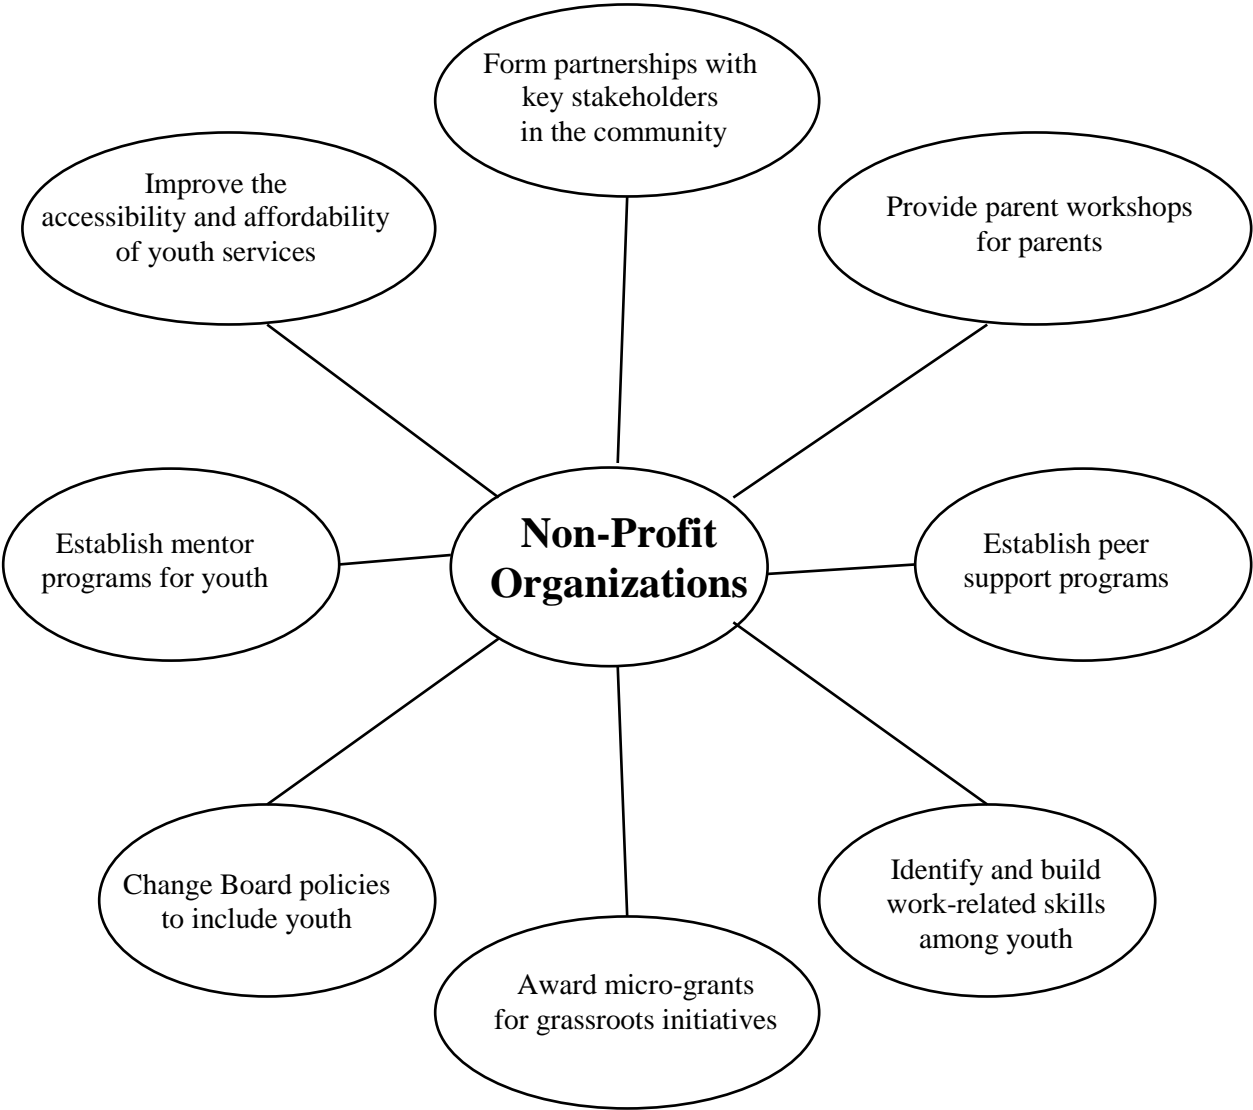 Form partnerships with
key stakeholders
in the community
Improve the
accessibility and affordability
of youth services
Provide parent workshops
for parents
Non-Profit
Organizations
Establish mentor
programs for youth
Establish peer
support programs
Change Board policies
to include youth
Identify and build
work-related skills
among youth
Award micro-grants
for grassroots initiatives